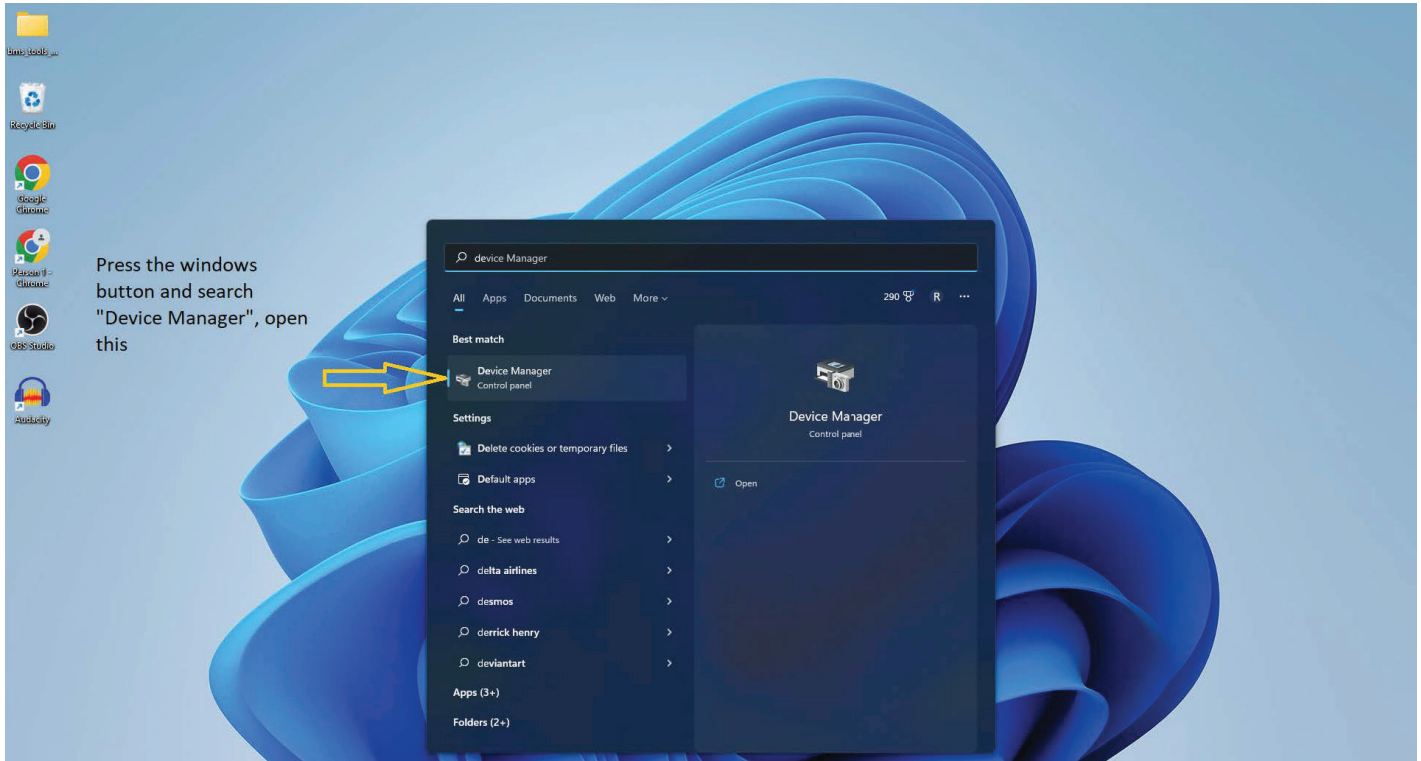 Recycle Bin
Google
Chrome
Person 1 -
Chrome
OBS Studio
Audacity
Press the windows
button and search
"Device Manager", open
this
device Manager
All Apps Documents Web More
290 R ...
Best match
Device Manager
Control panel
Settings
Delete cookies or temporary files
Default apps
Search the web
de - See web results
delta airlines
desmos
derrick henry
deviantart
Apps (3+)
Folders (2+)
Device Manager
Control panel
Open